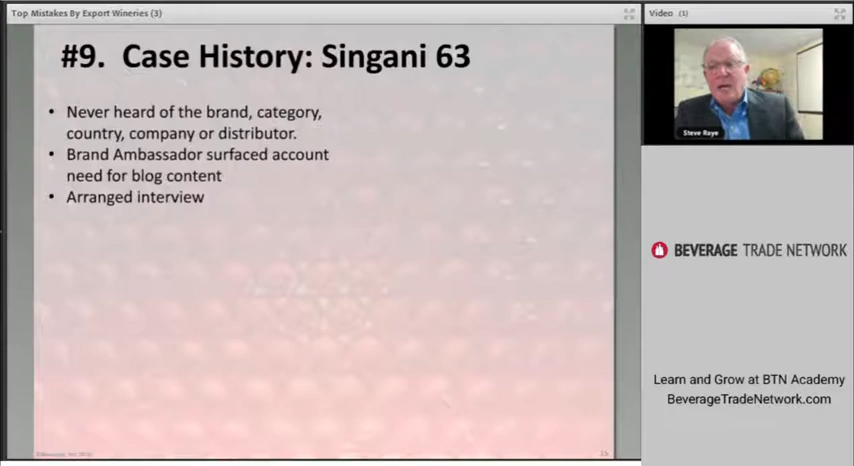 Top Mistakes By Export Wineries (3)
#9. Case History: Singani 63
• Never heard of the brand, category,
country, company or distributor.
• Brand Ambassador surfaced account
need for blog content
• Arranged interview
15
Video (1)
Steve Raye
BEVERAGE TRADE NETWORK
Learn and Grow at BTN Academy
BeverageTradeNetwork.com